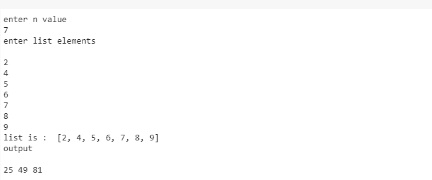 enter n value
7
enter list elements
2
4
5
6
7
8
9
list is :  [2, 4, 5, 6, 7, 8, 9]
output
25 49 81